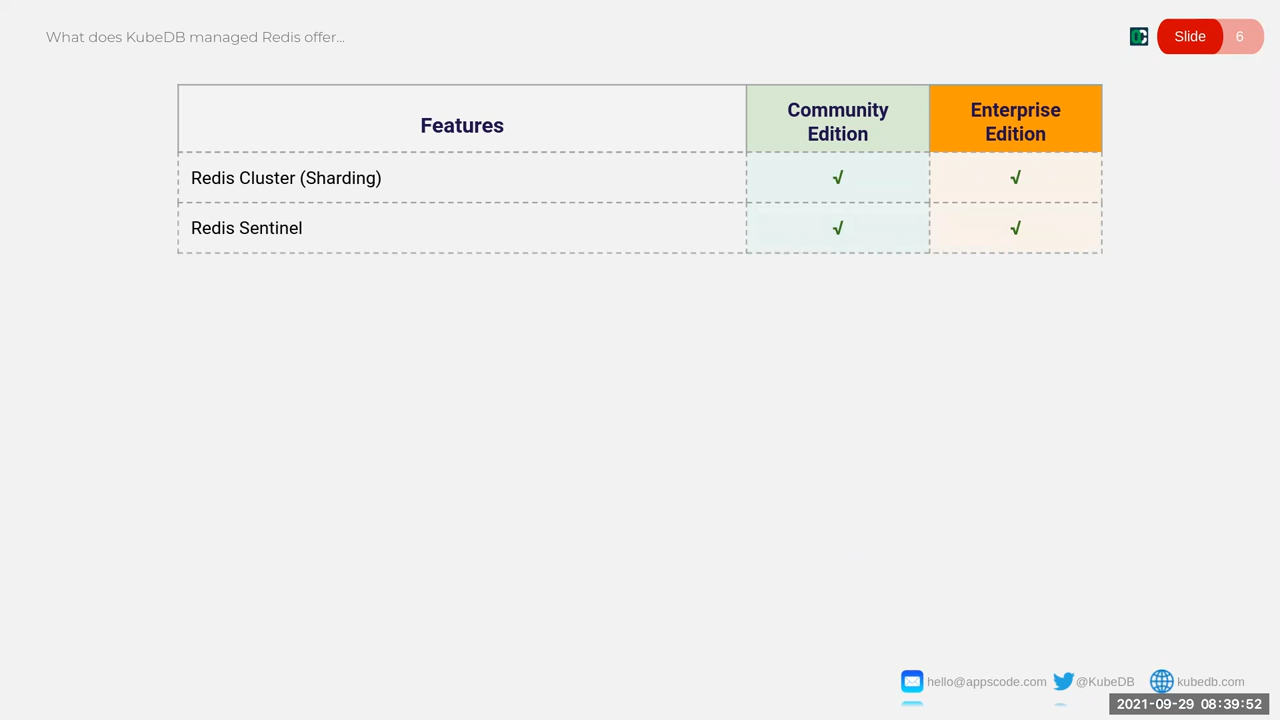 What does KubeDB managed Redis offer...
Slide 6
Features
Community
Edition
Enterprise
Edition
Redis Cluster (Sharding) √ √
Redis Sentinel √ √
hello@appscode.com @KubeDB kubedb.com
2021-09-29 08:39:52